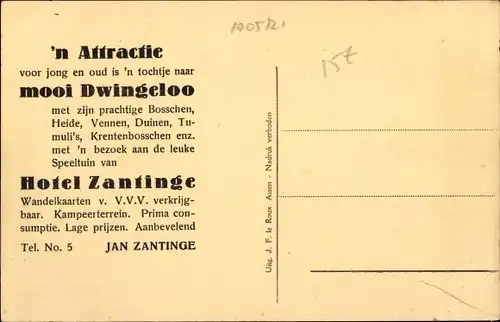 'n Attractie
voor jong en oud is 'n tochtje naar
mooi Dwingeloo
met zijn prachtige Bosschen,
Heide, Vennen, Duinen, Tu-
muli's, Krentenbosschen enz.
met 'n bezoek aan de leuke
Speeltuin van
Hotel Zantinge
Wandelkaarten v. V.V.V. verkrijg-
baar. Kampeerterrein. Prima con-
sumptie. Lage prijzen. Aanbevelend
Tel. No. 5 JAN ZANTINGE
Uitg. J. F. le Roux Assen - Nadruk verboden